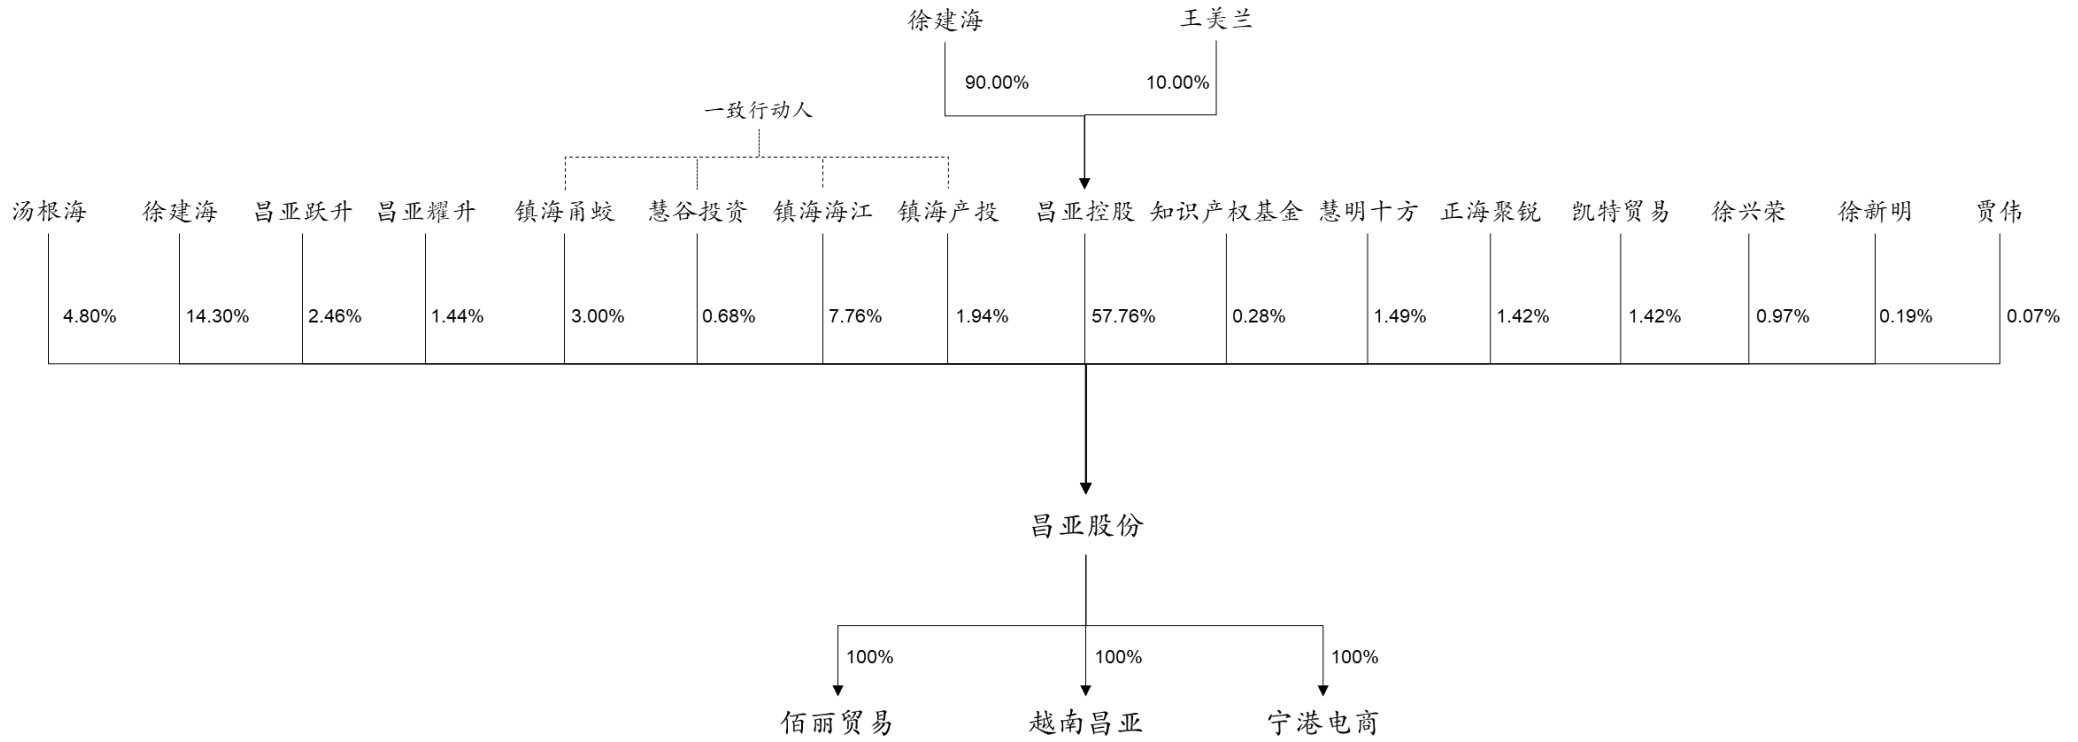 徐建海 王美兰
90.00% 10.00%
一致行动人
汤根海 徐建海 昌亚跃升 昌亚耀升 镇海甬蛟 慧谷投资 镇海海江 镇海产投 昌亚控股 知识产权基金 慧明十方 正海聚锐 凯特贸易 徐兴荣 徐新明 贾伟
4.80% 14.30% 2.46% 1.44% 3.00% 0.68% 7.76% 1.94% 57.76% 0.28% 1.49% 1.42% 1.42% 0.97% 0.19% 0.07%
昌亚股份
100% 100% 100%
佰丽贸易 越南昌亚 宁港电商